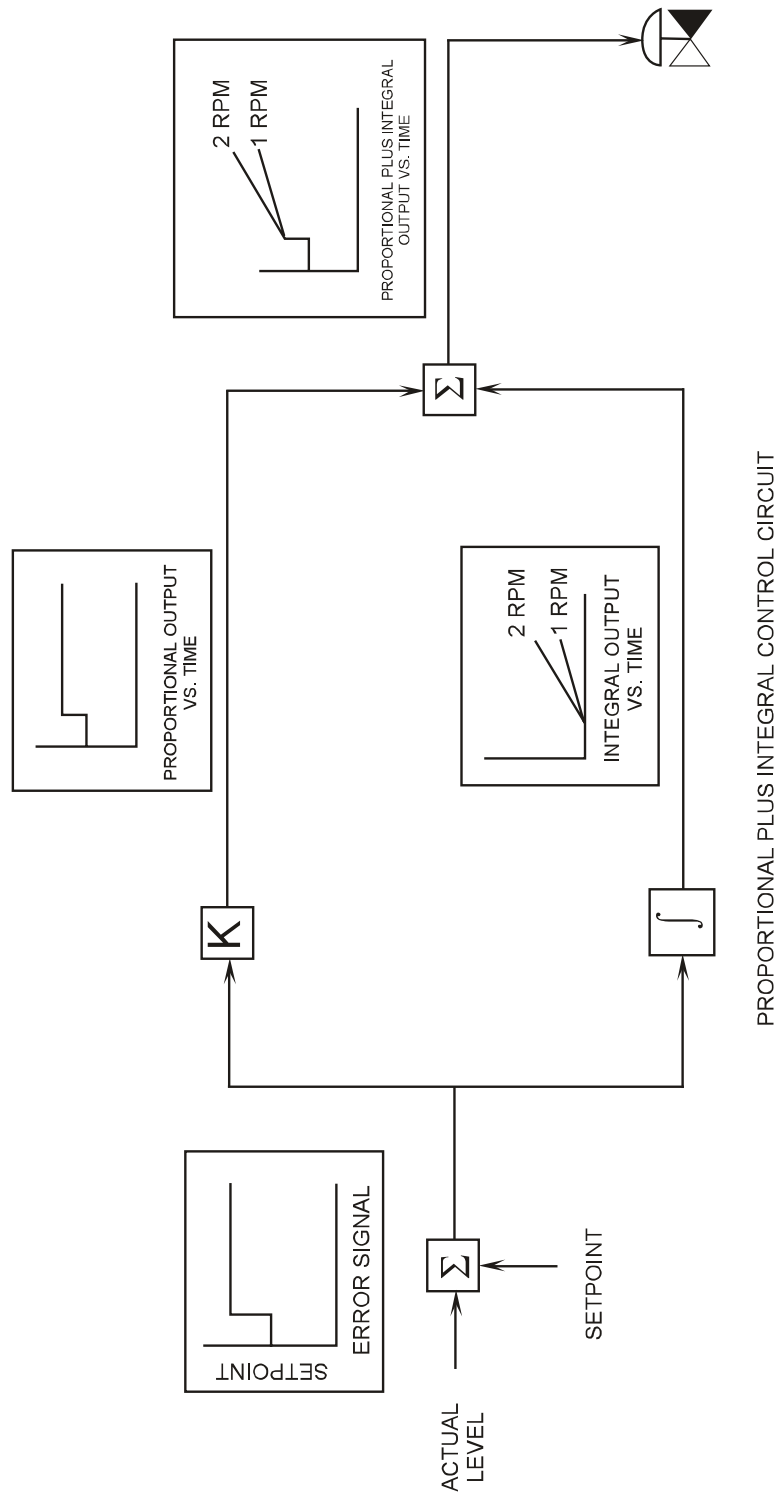 ACTUAL
LEVEL
SETPOINT
Σ
SETPOINT
ERROR SIGNAL
K
∫
PROPORTIONAL OUTPUT
VS. TIME
2 RPM
1 RPM
INTEGRAL OUTPUT
VS. TIME
Σ
2 RPM
1 RPM
PROPORTIONAL PLUS INTEGRAL
OUTPUT VS. TIME
PROPORTIONAL PLUS INTEGRAL CONTROL CIRCUIT